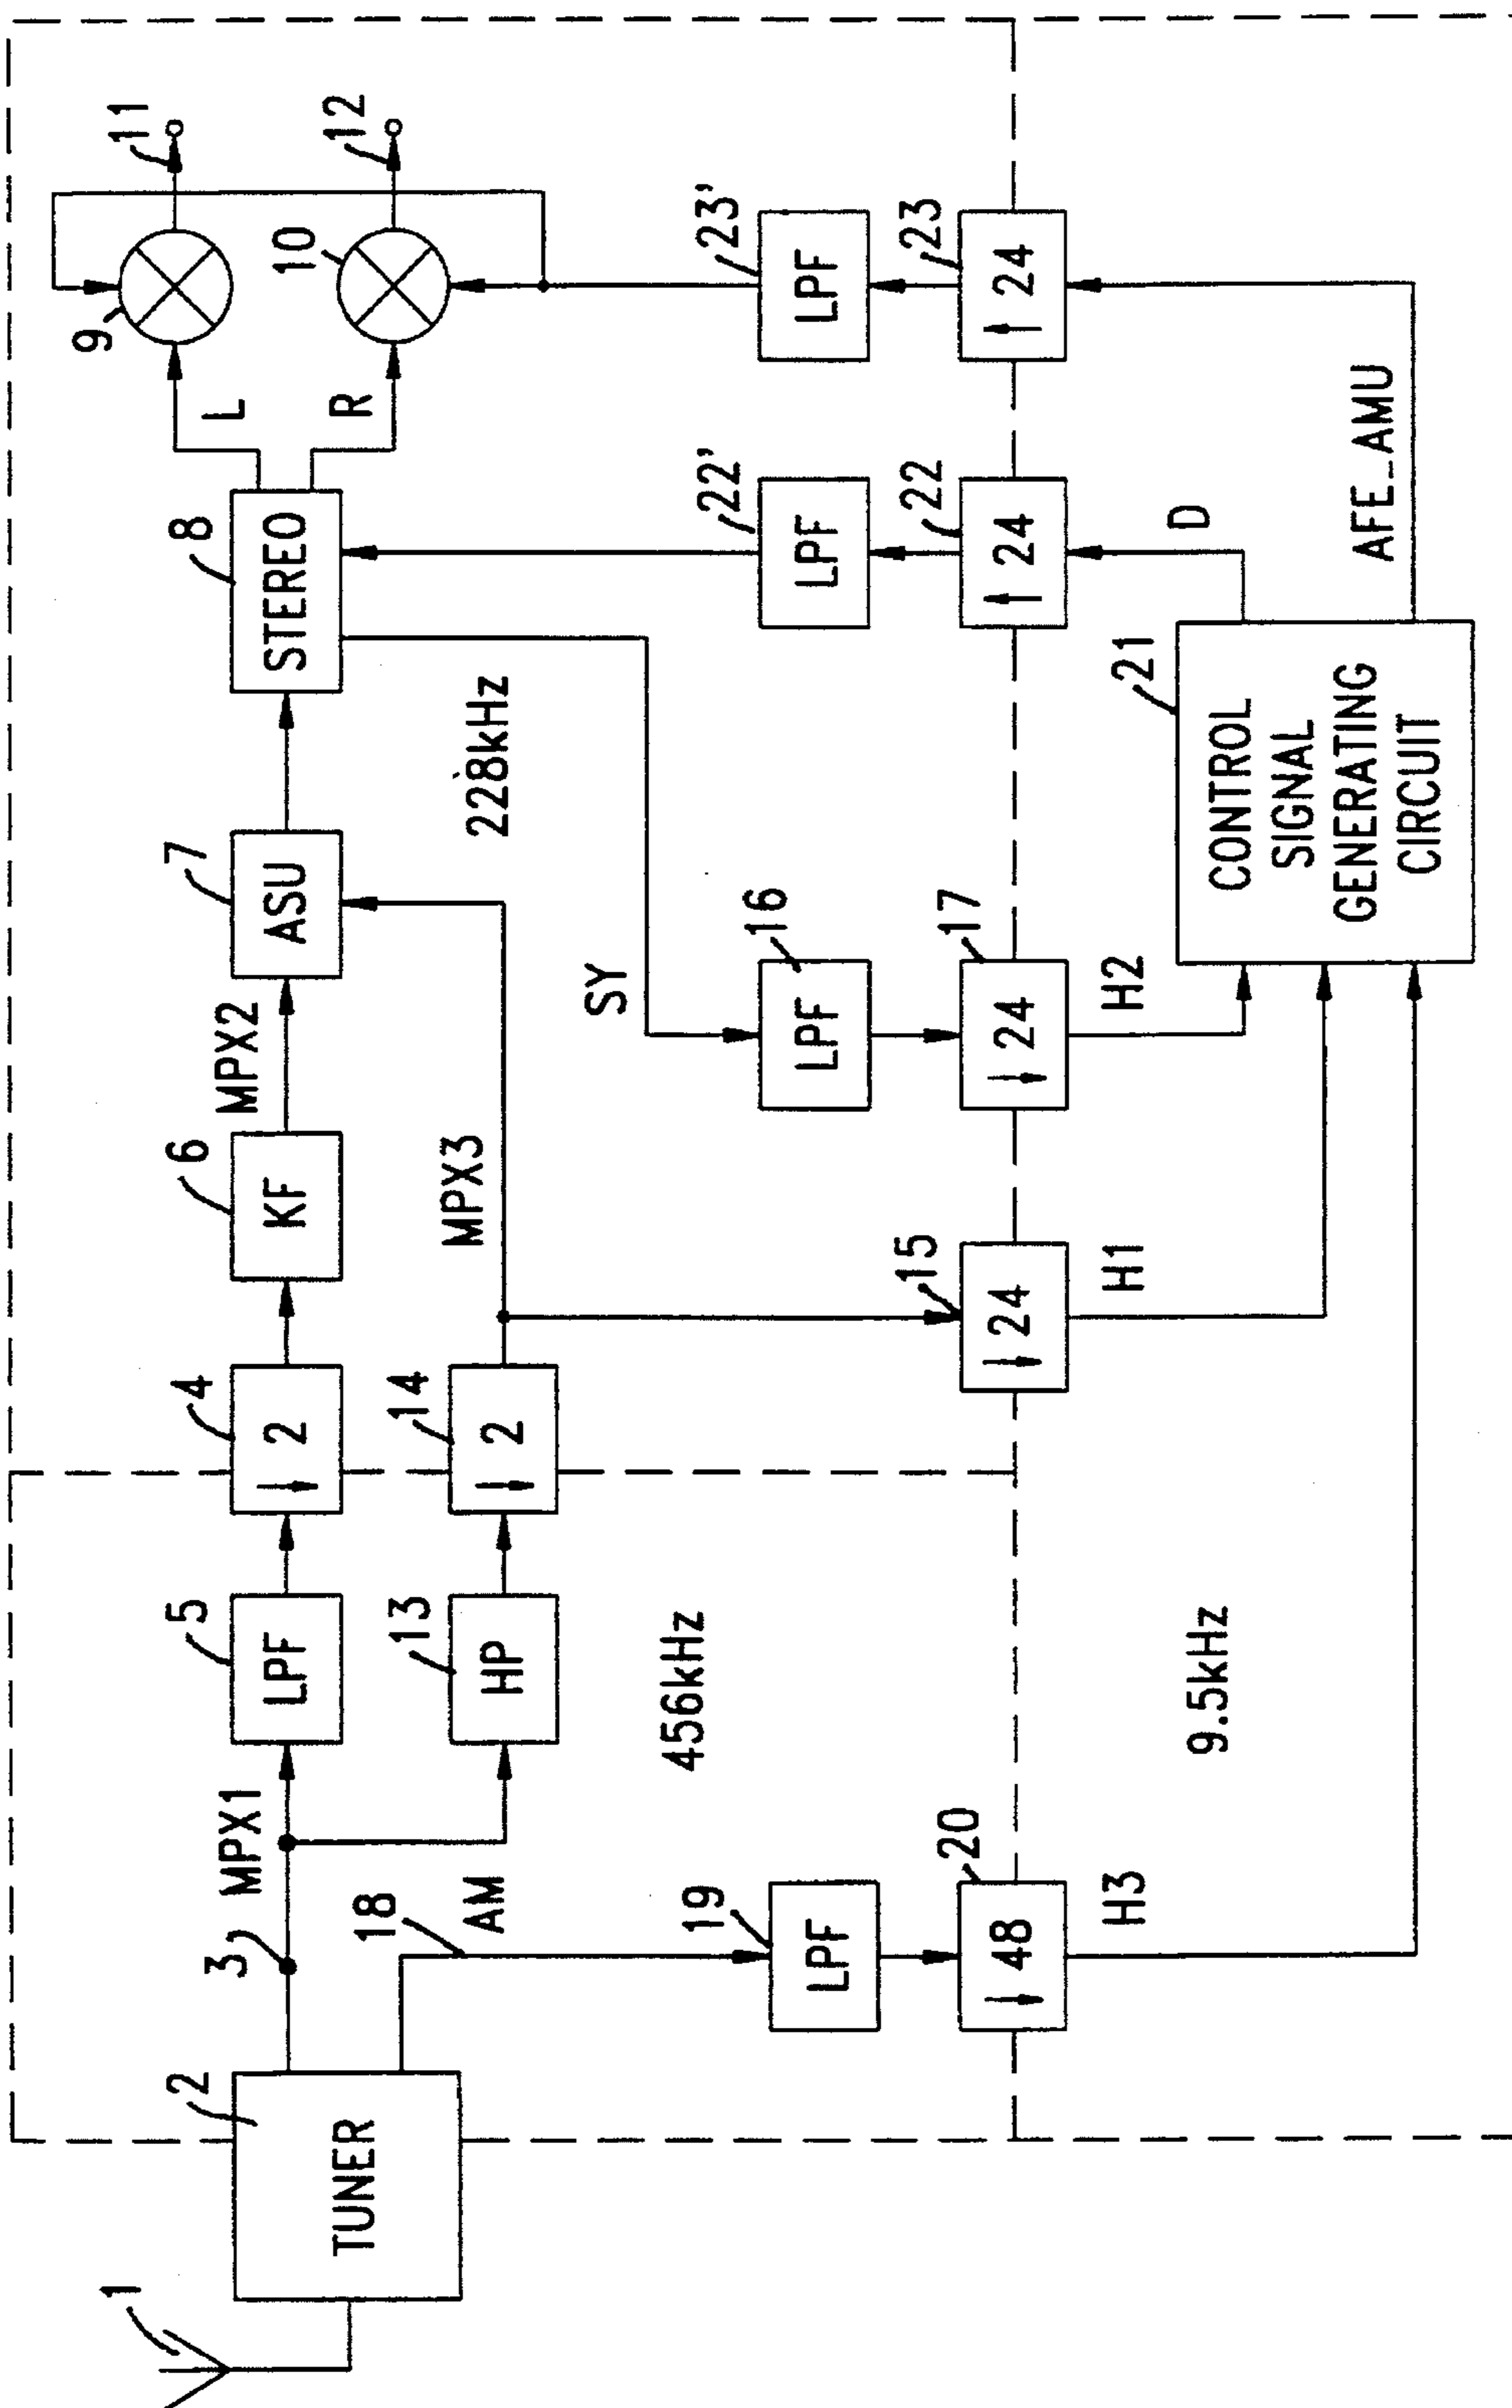 1
2
TUNER
3
MPX1
18
AM
5
LPF
4
↓ 2
6
KF
MPX2
7
ASU
8
STEREO
L
R
9
10
11
12
13
HP
14
↓ 2
MPX3
228kHz
456kHz
SY
19
LPF
16
LPF
22'
LPF
23'
LPF
20
↓ 48
15
↓ 24
17
↓ 24
22
↑ 24
23
↑ 24
H3
H1
H2
D
9.5kHz
21
CONTROL
SIGNAL
GENERATING
CIRCUIT
AFE_AMU